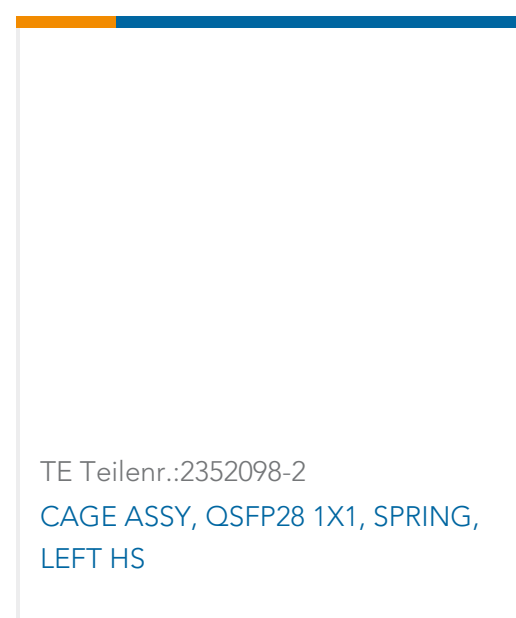 TE Teilenr.:2352098-2
CAGE ASSY, QSFP28 1X1, SPRING,
LEFT HS